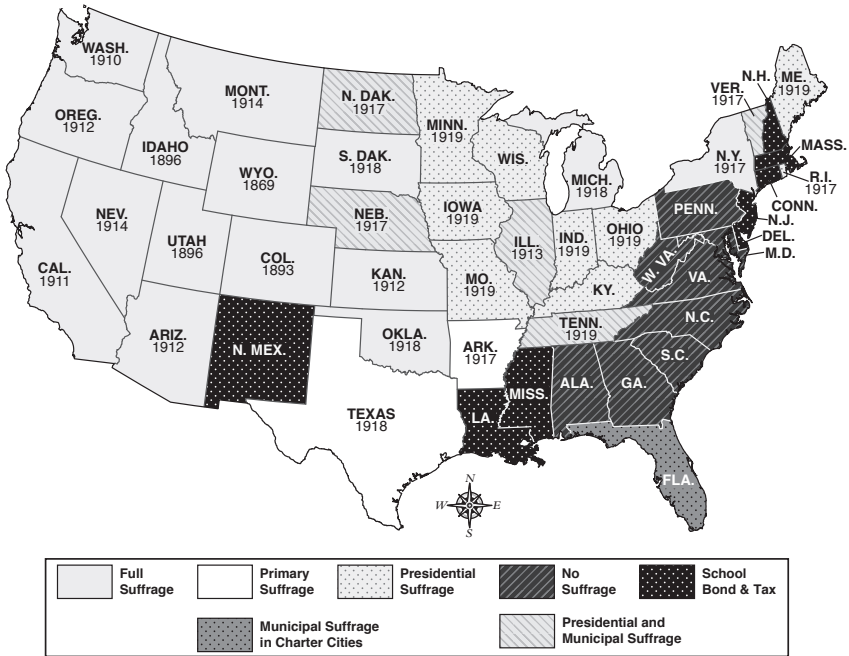 WASH.
1910
OREG.
1912
IDAHO
1896
MONT.
1914
WYO.
1869
NEV.
1914
UTAH
1896
COL.
1893
CAL.
1911
ARIZ.
1912
N. MEX.
N. DAK.
1917
S. DAK.
1918
NEB.
1917
KAN.
1912
OKLA.
1918
TEXAS
1918
MINN.
1919
IOWA
1919
MO.
1919
ARK.
1917
LA.
WIS.
ILL.
1913
MICH.
1918
IND.
1919
OHIO
1919
KY.
TENN.
1919
MISS.
ALA.
GA.
FLA.
S.C.
N.C.
VA.
W. VA.
PENN.
N.Y.
1917
VER.
1917
N.H.
ME.
1919
MASS.
R.I.
1917
CONN.
N.J.
DEL.
M.D.
N
W
E
S
Full
Suffrage
Primary
Suffrage
Presidential
Suffrage
No
Suffrage
School
Bond & Tax
Municipal Suffrage
in Charter Cities
Presidential and
Municipal Suffrage